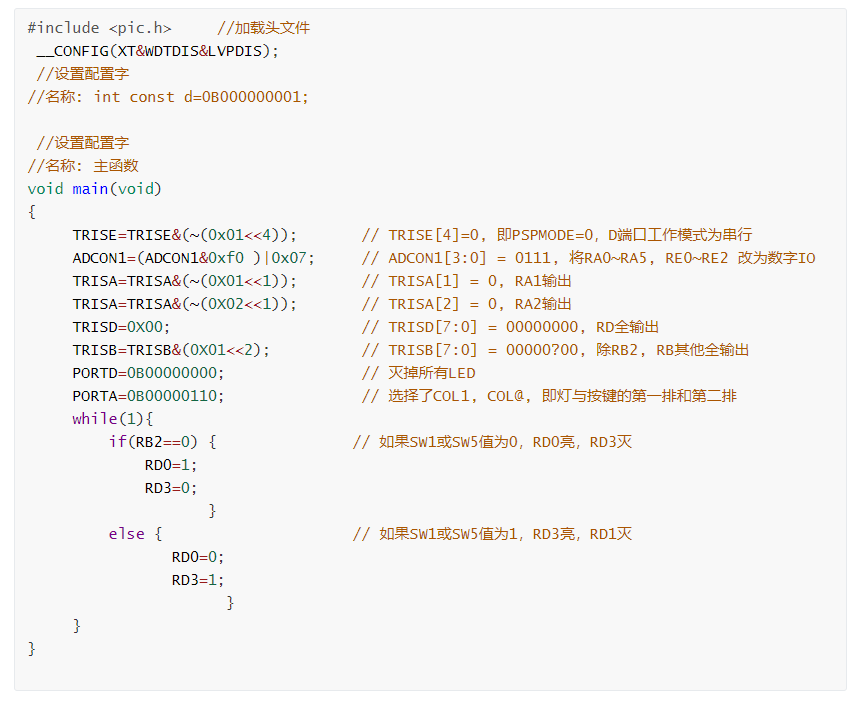 #include <pic.h>     //加载头文件
 __CONFIG(XT&WDTDIS&LVPDIS);
 //设置配置字
//名称: int const d=0B000000001;

 //设置配置字
//名称: 主函数
void main(void)
{
     TRISE=TRISE&(~(0x01<<4));       // TRISE[4]=0, 即PSPMODE=0，D端口工作模式为串行
     ADCON1=(ADCON1&0xf0 )|0x07;     // ADCON1[3:0] = 0111, 将RA0~RA5, RE0~RE2 改为数字IO
     TRISA=TRISA&(~(0X01<<1));       // TRISA[1] = 0, RA1输出
     TRISA=TRISA&(~(0X02<<1));       // TRISA[2] = 0, RA2输出
     TRISD=0X00;                     // TRISD[7:0] = 00000000, RD全输出
     TRISB=TRISB&(0X01<<2);          // TRISB[7:0] = 00000?00, 除RB2, RB其他全输出
     PORTD=0B00000000;               // 灭掉所有LED
     PORTA=0B00000110;               // 选择了COL1, COL@, 即灯与按键的第一排和第二排
     while(1){
         if(RB2==0) {               // 如果SW1或SW5值为0，RD0亮，RD3灭
             RD0=1;
             RD3=0;
                    }
         else {                     // 如果SW1或SW5值为1，RD3亮，RD1灭
                RD0=0;
                RD3=1;
                      }
     }
}